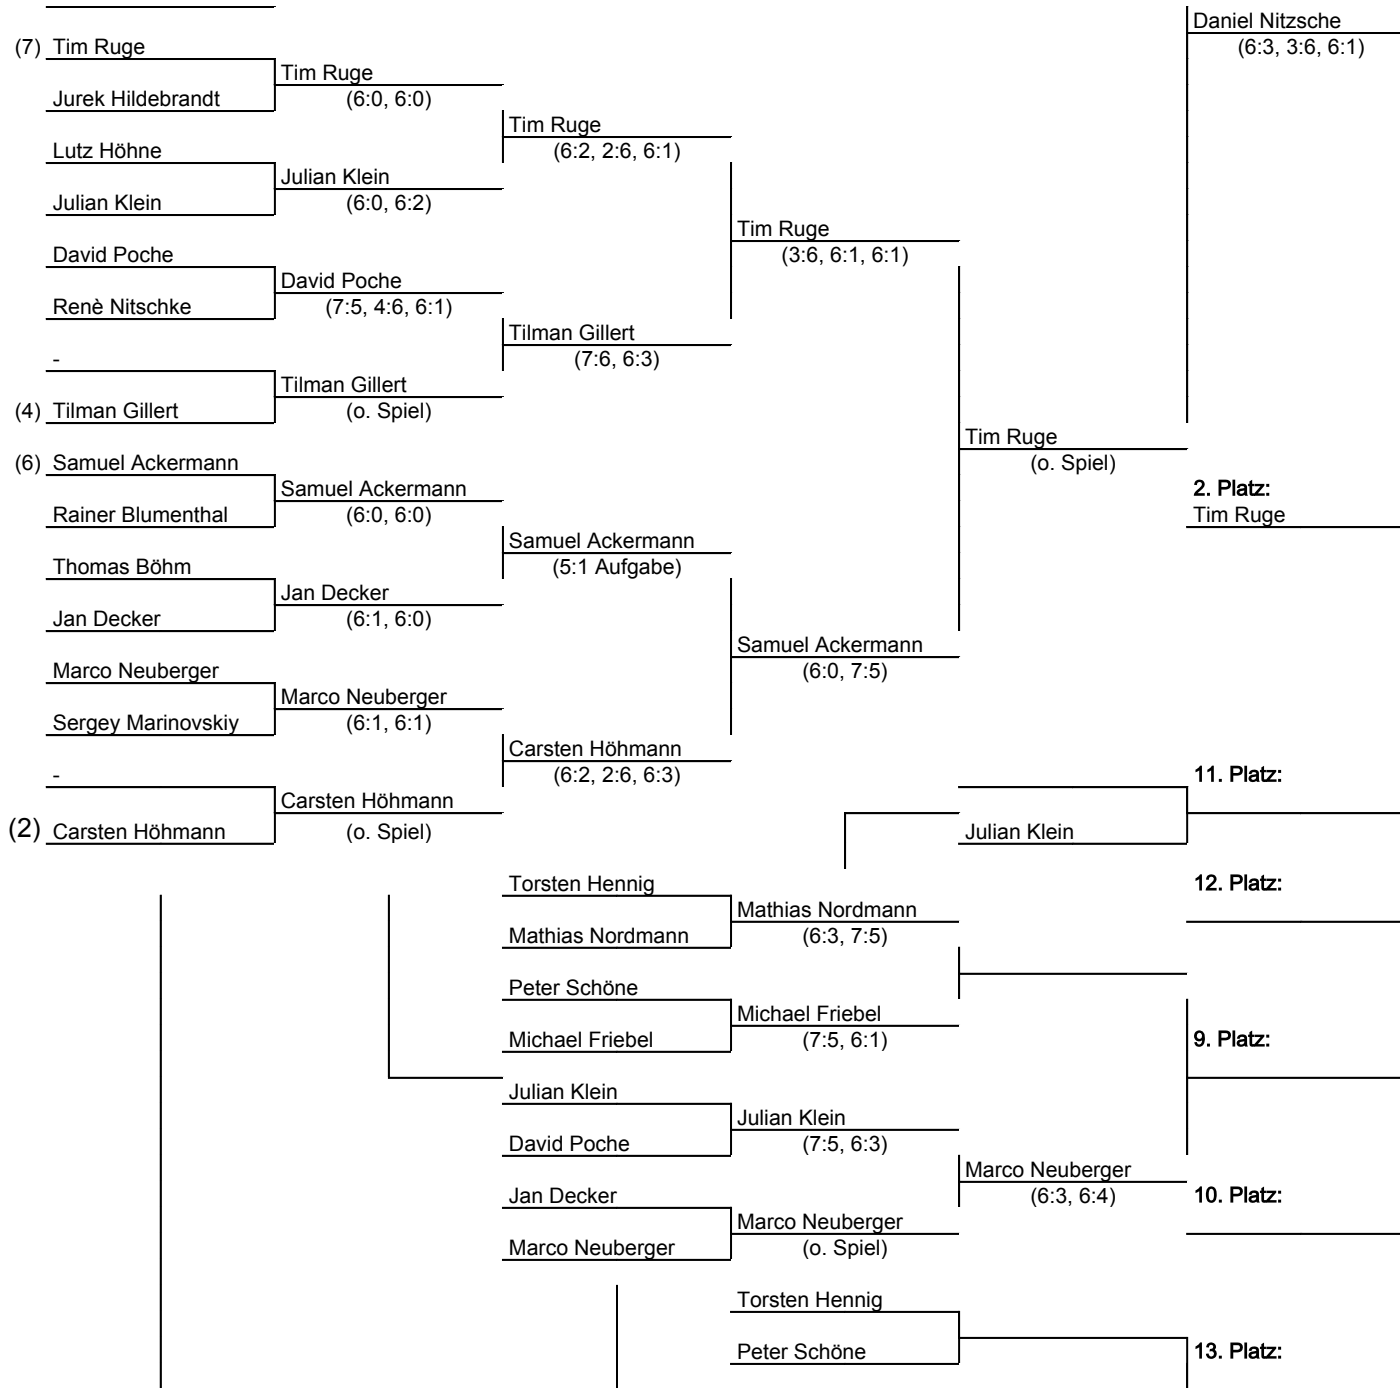 Daniel Nitzsche
(7) Tim Ruge
(6:3, 3:6, 6:1)
Tim Ruge
Jurek Hildebrandt
(6:0, 6:0)
Tim Ruge
Lutz Höhne
(6:2, 2:6, 6:1)
Julian Klein
Julian Klein
(6:0, 6:2)
Tim Ruge
David Poche
(3:6, 6:1, 6:1)
David Poche
Renè Nitschke
(7:5, 4:6, 6:1)
Tilman Gillert
-
(7:6, 6:3)
Tilman Gillert
(4) Tilman Gillert
(o. Spiel)
Tim Ruge
(6) Samuel Ackermann
(o. Spiel)
Samuel Ackermann
2. Platz:
Rainer Blumenthal
(6:0, 6:0)
Tim Ruge
Samuel Ackermann
Thomas Böhm
(5:1 Aufgabe)
Jan Decker
Jan Decker
(6:1, 6:0)
Samuel Ackermann
Marco Neuberger
(6:0, 7:5)
Marco Neuberger
Sergey Marinovskiy
(6:1, 6:1)
Carsten Höhmann
-
(6:2, 2:6, 6:3)
11. Platz:
Carsten Höhmann
(2) Carsten Höhmann
(o. Spiel)
Julian Klein
Torsten Hennig
12. Platz:
Mathias Nordmann
Mathias Nordmann
(6:3, 7:5)
Peter Schöne
Michael Friebel
Michael Friebel
(7:5, 6:1)
9. Platz:
Julian Klein
Julian Klein
David Poche
(7:5, 6:3)
Marco Neuberger
Jan Decker
(6:3, 6:4)
10. Platz:
Marco Neuberger
Marco Neuberger
(o. Spiel)
Torsten Hennig
Peter Schöne
13. Platz: